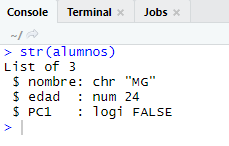 Console Terminal × Jobs ×
~/
> str(alumnos)
List of 3
 $ nombre: chr "MG"
 $ edad  : num 24
 $ PC1   : logi FALSE
>